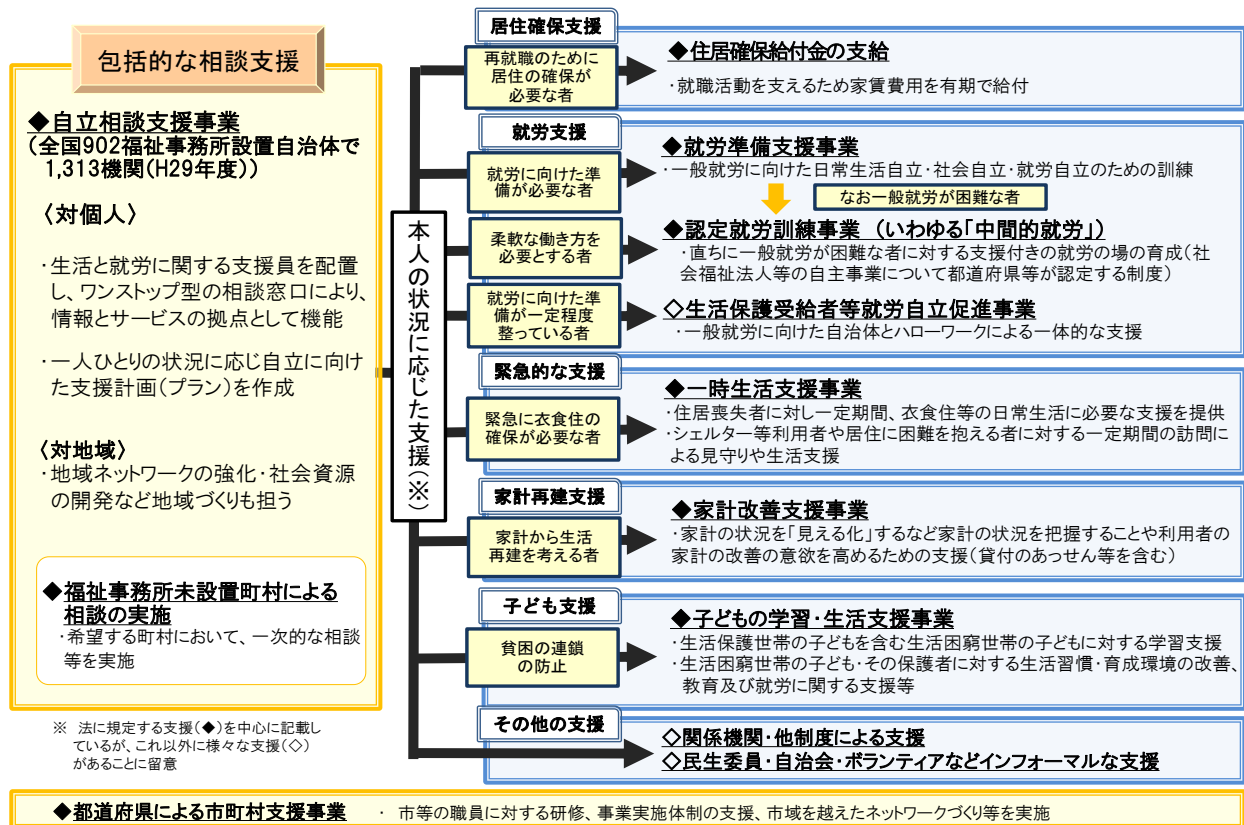 包括的な相談支援
◆自立相談支援事業
(全国902福祉事務所設置自治体で
1,313機関(H29年度))
〈対個人〉
・生活と就労に関する支援員を配置
し、ワンストップ型の相談窓口により、
情報とサービスの拠点として機能
・一人ひとりの状況に応じ自立に向け
た支援計画(プラン)を作成
〈対地域〉
・地域ネットワークの強化・社会資源
の開発など地域づくりも担う
◆福祉事務所未設置町村による
相談の実施
・希望する町村において、一次的な相談
等を実施
※ 法に規定する支援(◆)を中心に記載し
ているが、これ以外に様々な支援(◇)
があることに留意
本人の状況に応じた支援(※)
居住確保支援
再就職のために
居住の確保が
必要な者
◆住居確保給付金の支給
・就職活動を支えるため家賃費用を有期で給付
就労支援
就労に向けた準
備が必要な者
◆就労準備支援事業
・一般就労に向けた日常生活自立・社会自立・就労自立のための訓練
なお一般就労が困難な者
柔軟な働き方を
必要とする者
◆認定就労訓練事業 (いわゆる「中間的就労」)
・直ちに一般就労が困難な者に対する支援付きの就労の場の育成(社
会福祉法人等の自主事業について都道府県等が認定する制度)
就労に向けた準
備が一定程度
整っている者
◇生活保護受給者等就労自立促進事業
・一般就労に向けた自治体とハローワークによる一体的な支援
緊急的な支援
緊急に衣食住の
確保が必要な者
◆一時生活支援事業
・住居喪失者に対し一定期間、衣食住等の日常生活に必要な支援を提供
・シェルター等利用者や居住に困難を抱える者に対する一定期間の訪問に
よる見守りや生活支援
家計再建支援
家計から生活
再建を考える者
◆家計改善支援事業
・家計の状況を「見える化」するなど家計の状況を把握することや利用者の
家計の改善の意欲を高めるための支援(貸付のあっせん等を含む)
子ども支援
貧困の連鎖
の防止
◆子どもの学習・生活支援事業
・生活保護世帯の子どもを含む生活困窮世帯の子どもに対する学習支援
・生活困窮世帯の子ども・その保護者に対する生活習慣・育成環境の改善、
教育及び就労に関する支援等
その他の支援
◇関係機関・他制度による支援
◇民生委員・自治会・ボランティアなどインフォーマルな支援
◆都道府県による市町村支援事業 ・ 市等の職員に対する研修、事業実施体制の支援、市域を越えたネットワークづくり等を実施